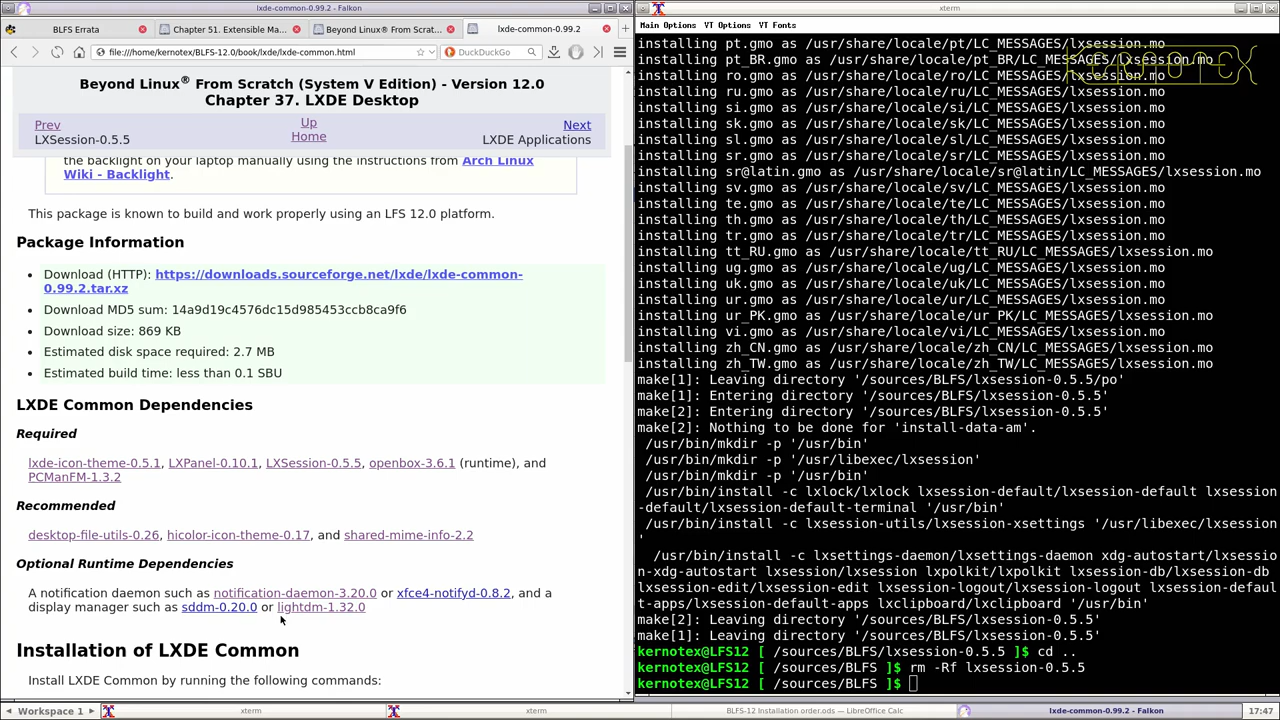 lxde-common-0.99.2 - Falkon
BLFS Errata
Chapter 51. Extensible Ma...
Beyond Linux® From Scrat...
lxde-common-0.99.2
file:///home/kernotex/BLFS-12.0/book/lxde/lxde-common.html
DuckDuckGo
Beyond Linux® From Scratch (System V Edition) - Version 12.0
Chapter 37. LXDE Desktop
Prev
Up
Next
LXSession-0.5.5
Home
LXDE Applications
the backlight on your laptop manually using the instructions from Arch Linux
Wiki - Backlight.
This package is known to build and work properly using an LFS 12.0 platform.
Package Information
• Download (HTTP): https://downloads.sourceforge.net/lxde/lxde-common-
0.99.2.tar.xz
• Download MD5 sum: 14a9d19c4576dc15d985453ccb8ca9f6
• Download size: 869 KB
• Estimated disk space required: 2.7 MB
• Estimated build time: less than 0.1 SBU
LXDE Common Dependencies
Required
lxde-icon-theme-0.5.1, LXPanel-0.10.1, LXSession-0.5.5, openbox-3.6.1 (runtime), and
PCManFM-1.3.2
Recommended
desktop-file-utils-0.26, hicolor-icon-theme-0.17, and shared-mime-info-2.2
Optional Runtime Dependencies
A notification daemon such as notification-daemon-3.20.0 or xfce4-notifyd-0.8.2, and a
display manager such as sddm-0.20.0 or lightdm-1.32.0
Installation of LXDE Common
Install LXDE Common by running the following commands:
xterm
Main Options VT Options VT Fonts
KERNOTEX
installing pt.gmo as /usr/share/locale/pt/LC_MESSAGES/lxsession.mo
installing pt_BR.gmo as /usr/share/locale/pt_BR/LC_MESSAGES/lxsession.mo
installing ro.gmo as /usr/share/locale/ro/LC_MESSAGES/lxsession.mo
installing ru.gmo as /usr/share/locale/ru/LC_MESSAGES/lxsession.mo
installing si.gmo as /usr/share/locale/si/LC_MESSAGES/lxsession.mo
installing sk.gmo as /usr/share/locale/sk/LC_MESSAGES/lxsession.mo
installing sl.gmo as /usr/share/locale/sl/LC_MESSAGES/lxsession.mo
installing sr.gmo as /usr/share/locale/sr/LC_MESSAGES/lxsession.mo
installing sr@latin.gmo as /usr/share/locale/sr@latin/LC_MESSAGES/lxsession.mo
installing sv.gmo as /usr/share/locale/sv/LC_MESSAGES/lxsession.mo
installing te.gmo as /usr/share/locale/te/LC_MESSAGES/lxsession.mo
installing th.gmo as /usr/share/locale/th/LC_MESSAGES/lxsession.mo
installing tr.gmo as /usr/share/locale/tr/LC_MESSAGES/lxsession.mo
installing tt_RU.gmo as /usr/share/locale/tt_RU/LC_MESSAGES/lxsession.mo
installing ug.gmo as /usr/share/locale/ug/LC_MESSAGES/lxsession.mo
installing uk.gmo as /usr/share/locale/uk/LC_MESSAGES/lxsession.mo
installing ur.gmo as /usr/share/locale/ur/LC_MESSAGES/lxsession.mo
installing ur_PK.gmo as /usr/share/locale/ur_PK/LC_MESSAGES/lxsession.mo
installing vi.gmo as /usr/share/locale/vi/LC_MESSAGES/lxsession.mo
installing zh_CN.gmo as /usr/share/locale/zh_CN/LC_MESSAGES/lxsession.mo
installing zh_TW.gmo as /usr/share/locale/zh_TW/LC_MESSAGES/lxsession.mo
make[1]: Leaving directory '/sources/BLFS/lxsession-0.5.5/po'
make[1]: Entering directory '/sources/BLFS/lxsession-0.5.5'
make[2]: Entering directory '/sources/BLFS/lxsession-0.5.5'
make[2]: Nothing to be done for 'install-data-am'.
/usr/bin/mkdir -p '/usr/bin'
/usr/bin/mkdir -p '/usr/libexec/lxsession'
/usr/bin/mkdir -p '/usr/bin'
/usr/bin/install -c lxlock/lxlock lxsession-default/lxsession-default lxsession
-default/lxsession-default-terminal '/usr/bin'
/usr/bin/install -c lxsession-utils/lxsession-xsettings '/usr/libexec/lxsession
'
/usr/bin/install -c lxsettings-daemon/lxsettings-daemon xdg-autostart/lxsessio
n-xdg-autostart lxsession/lxsession lxpolkit/lxpolkit lxsession-db/lxsession-db
lxsession-edit/lxsession-edit lxsession-logout/lxsession-logout lxsession-defaul
t-apps/lxsession-default-apps lxclipboard/lxclipboard '/usr/bin'
make[2]: Leaving directory '/sources/BLFS/lxsession-0.5.5'
make[1]: Leaving directory '/sources/BLFS/lxsession-0.5.5'
kernotex@LFS12 [ /sources/BLFS/lxsession-0.5.5 ]$ cd ..
kernotex@LFS12 [ /sources/BLFS ]$ rm -Rf lxsession-0.5.5
kernotex@LFS12 [ /sources/BLFS ]$
Workspace 1
xterm
xterm
BLFS-12 Installation order.ods — LibreOffice Calc
lxde-common-0.99.2 - Falkon
17:47